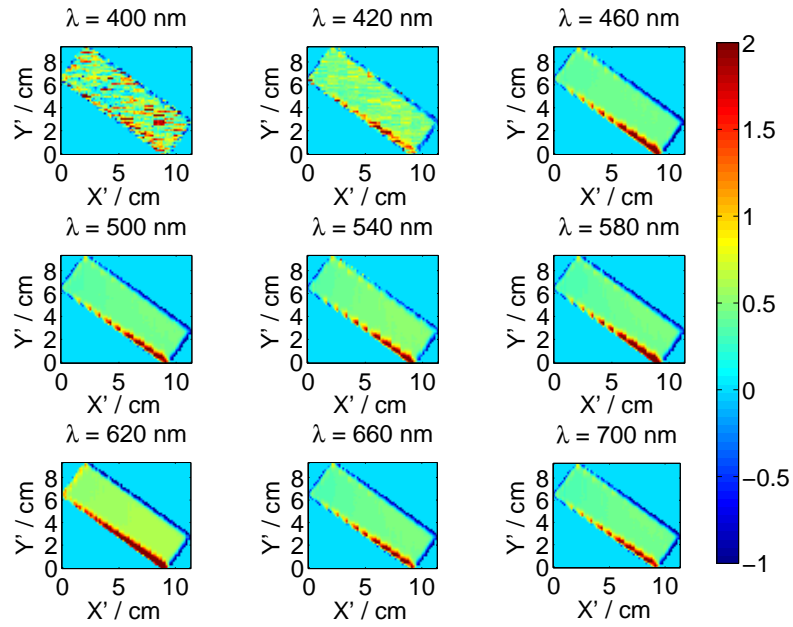 λ = 400 nm
λ = 420 nm
λ = 460 nm
Y' / cm
8
6
4
2
0
0 5 10
X' / cm
Y' / cm
8
6
4
2
0
0 5 10
X' / cm
Y' / cm
8
6
4
2
0
0 5 10
X' / cm
λ = 500 nm
λ = 540 nm
λ = 580 nm
Y' / cm
8
6
4
2
0
0 5 10
X' / cm
Y' / cm
8
6
4
2
0
0 5 10
X' / cm
Y' / cm
8
6
4
2
0
0 5 10
X' / cm
λ = 620 nm
λ = 660 nm
λ = 700 nm
Y' / cm
8
6
4
2
0
0 5 10
X' / cm
Y' / cm
8
6
4
2
0
0 5 10
X' / cm
Y' / cm
8
6
4
2
0
0 5 10
X' / cm
2
1.5
1
0.5
0
−0.5
−1